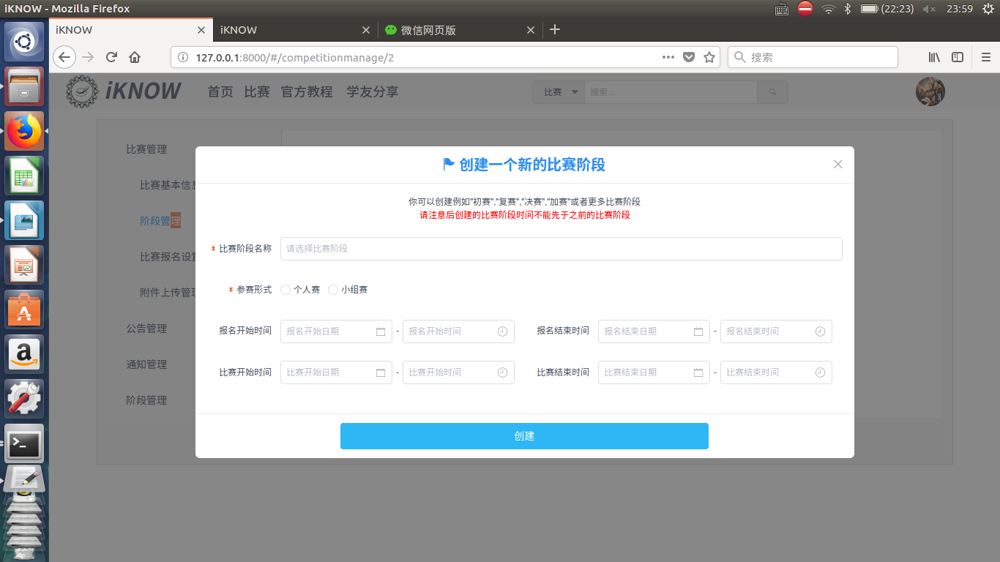 iKNOW - Mozilla Firefox
(22:23)
23:59
iKNOW
iKNOW
微信网页版
127.0.0.1:8000/#/competitionmanage/2
搜索
iKNOW
首页 比赛 官方教程 学友分享
比赛
搜索...
比赛管理
比赛基本信息
阶段管理
比赛报名设置
附件上传管理
公告管理
通知管理
阶段管理
创建一个新的比赛阶段
你可以创建例如"初赛","复赛","决赛","加赛"或者更多比赛阶段
请注意后创建的比赛阶段时间不能先于之前的比赛阶段
* 比赛阶段名称 请选择比赛阶段
* 参赛形式 个人赛 小组赛
报名开始时间 报名开始日期 - 报名开始时间 报名结束时间 报名结束日期 - 报名结束时间
比赛开始时间 比赛开始日期 - 比赛开始时间 比赛结束时间 比赛结束日期 - 比赛结束时间
创建